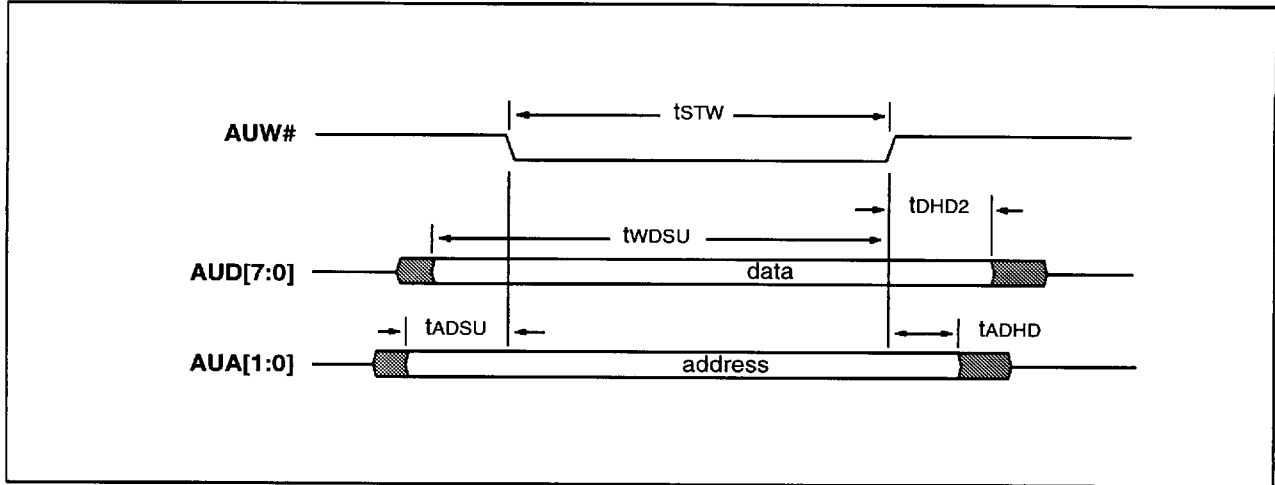 tSTW
AUW#
tDHD2
tWDSU
AUD[7:0]
data
tADSU
tADHD
AUA[1:0]
address